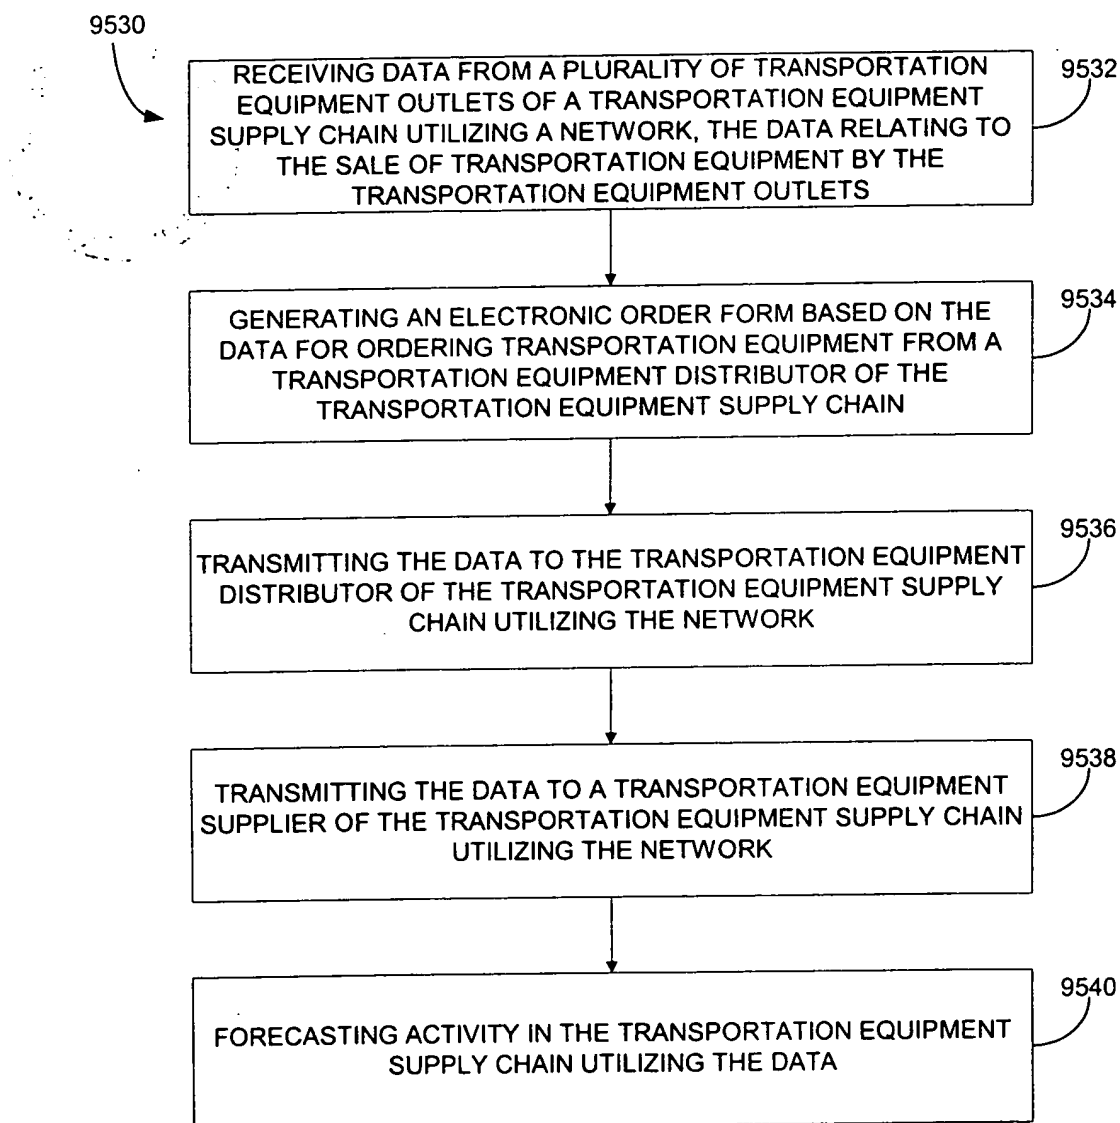 9530
RECEIVING DATA FROM A PLURALITY OF TRANSPORTATION
EQUIPMENT OUTLETS OF A TRANSPORTATION EQUIPMENT
SUPPLY CHAIN UTILIZING A NETWORK, THE DATA RELATING TO
THE SALE OF TRANSPORTATION EQUIPMENT BY THE
TRANSPORTATION EQUIPMENT OUTLETS
9532
GENERATING AN ELECTRONIC ORDER FORM BASED ON THE
DATA FOR ORDERING TRANSPORTATION EQUIPMENT FROM A
TRANSPORTATION EQUIPMENT DISTRIBUTOR OF THE
TRANSPORTATION EQUIPMENT SUPPLY CHAIN
9534
TRANSMITTING THE DATA TO THE TRANSPORTATION EQUIPMENT
DISTRIBUTOR OF THE TRANSPORTATION EQUIPMENT SUPPLY
CHAIN UTILIZING THE NETWORK
9536
TRANSMITTING THE DATA TO A TRANSPORTATION EQUIPMENT
SUPPLIER OF THE TRANSPORTATION EQUIPMENT SUPPLY CHAIN
UTILIZING THE NETWORK
9538
FORECASTING ACTIVITY IN THE TRANSPORTATION EQUIPMENT
SUPPLY CHAIN UTILIZING THE DATA
9540